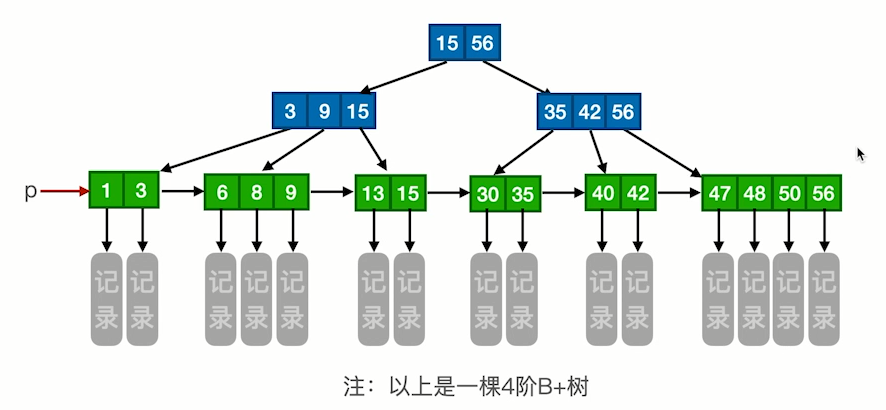 15 56
3 9 15 35 42 56
p 1 3 6 8 9 13 15 30 35 40 42 47 48 50 56
记录 记录 记录 记录 记录 记录 记录 记录 记录 记录 记录 记录 记录 记录 记录
注：以上是一棵4阶B+树